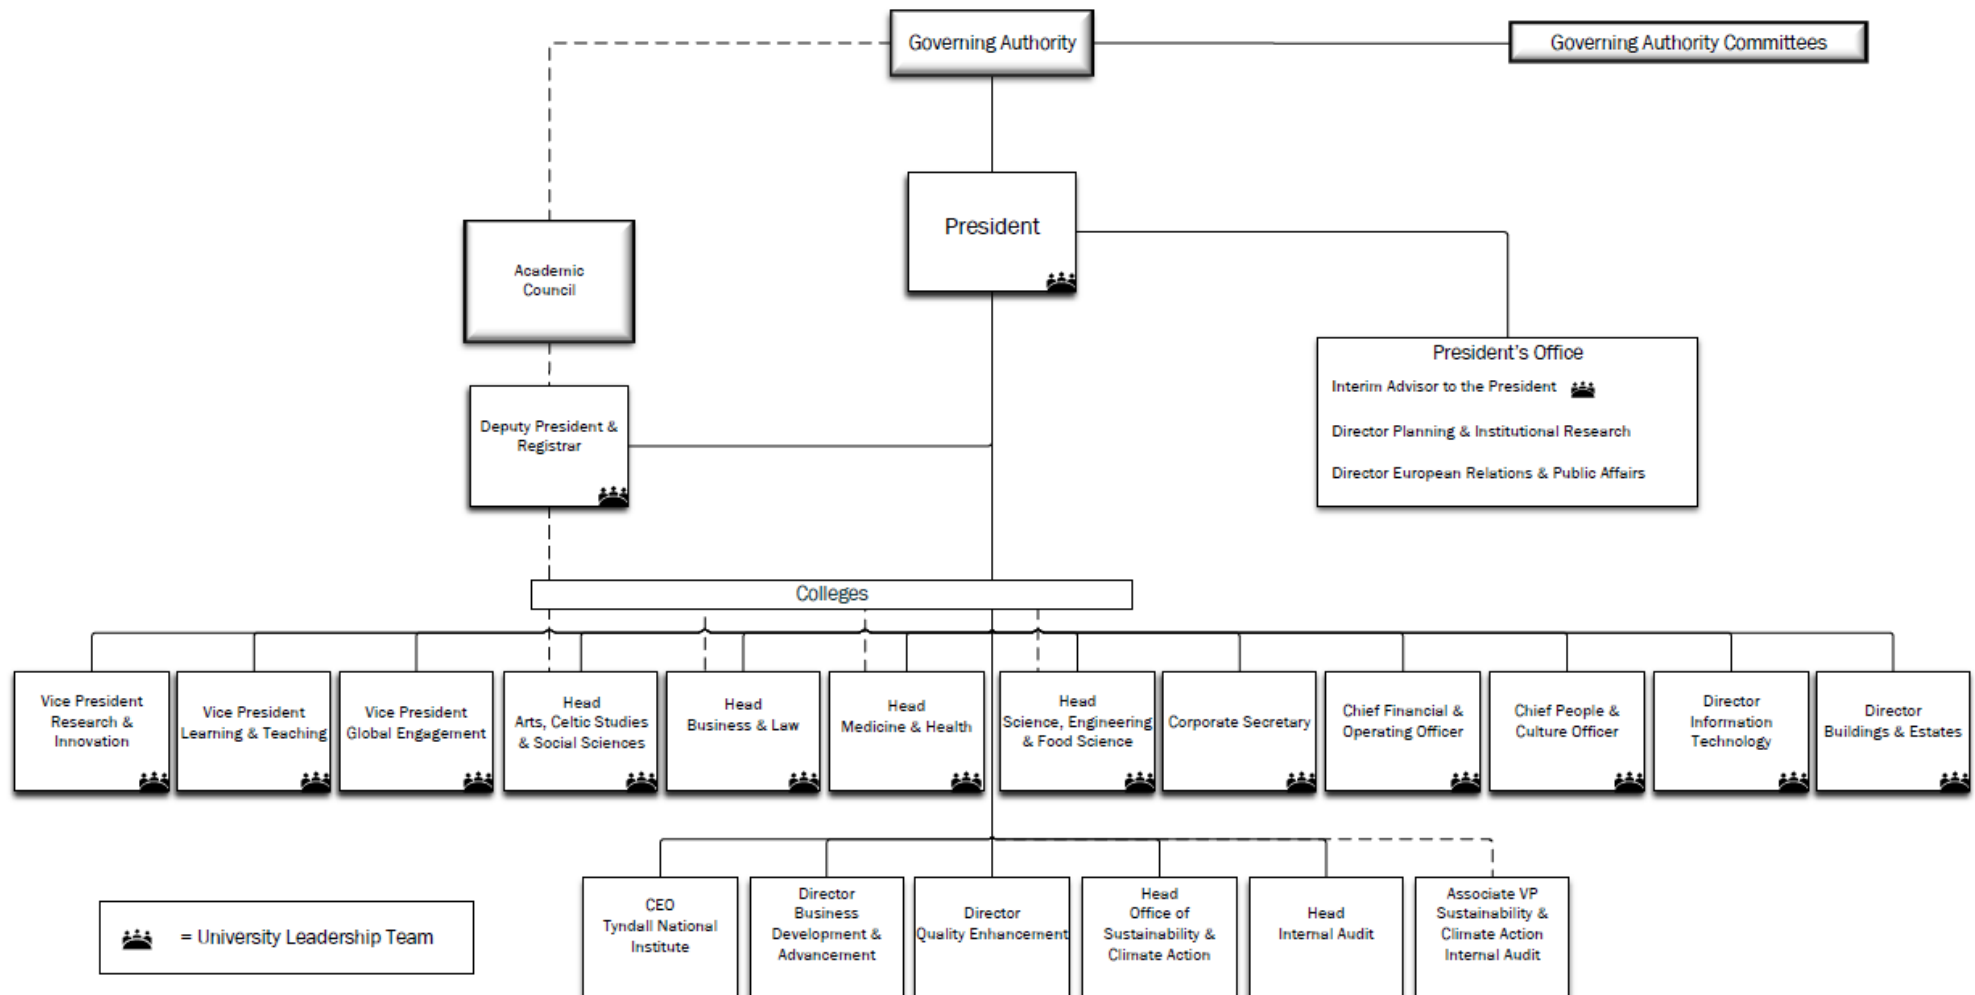 Governing Authority
Governing Authority Committees
President
Academic
Council
President's Office
Interim Advisor to the President
Director Planning & Institutional Research
Director European Relations & Public Affairs
Deputy President &
Registrar
Colleges
Vice President
Research &
Innovation
Vice President
Learning & Teaching
Vice President
Global Engagement
Head
Arts, Celtic Studies
& Social Sciences
Head
Business & Law
Head
Medicine & Health
Head
Science, Engineering
& Food Science
Corporate Secretary
Chief Financial &
Operating Officer
Chief People &
Culture Officer
Director
Information
Technology
Director
Buildings & Estates
CEO
Tyndall National
Institute
Director
Business
Development &
Advancement
Director
Quality Enhancement
Head
Office of
Sustainability &
Climate Action
Head
Internal Audit
Associate VP
Sustainability &
Climate Action
Internal Audit
= University Leadership Team